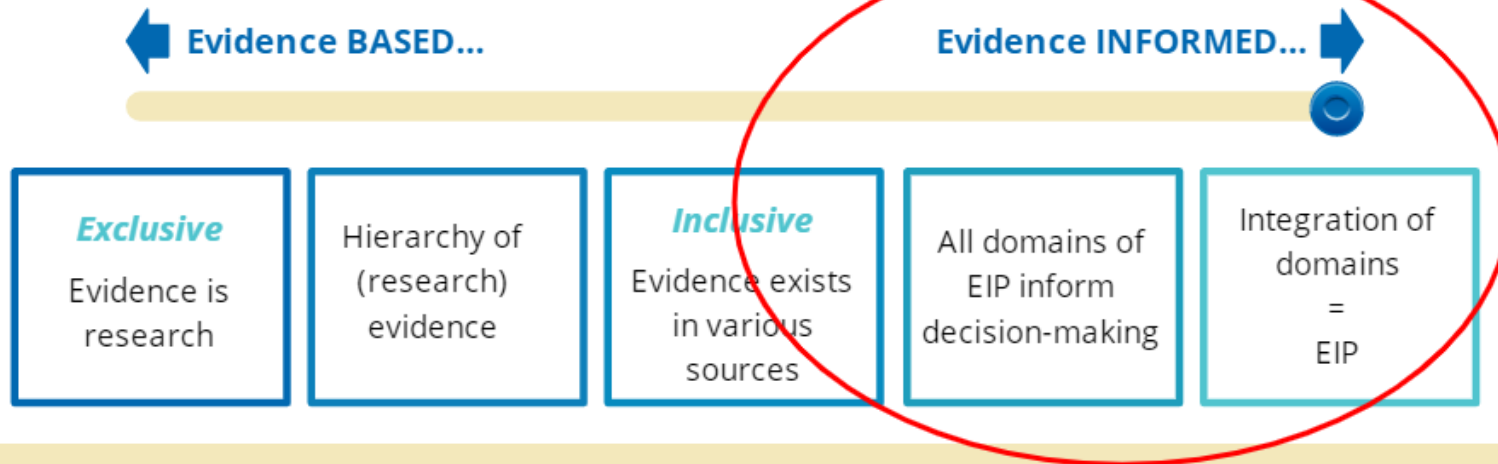 Evidence BASED...
Evidence INFORMED...
Exclusive
Evidence is
research
Hierarchy of
(research)
evidence
Inclusive
Evidence exists
in various
sources
All domains of
EIP inform
decision-making
Integration of
domains
=
EIP